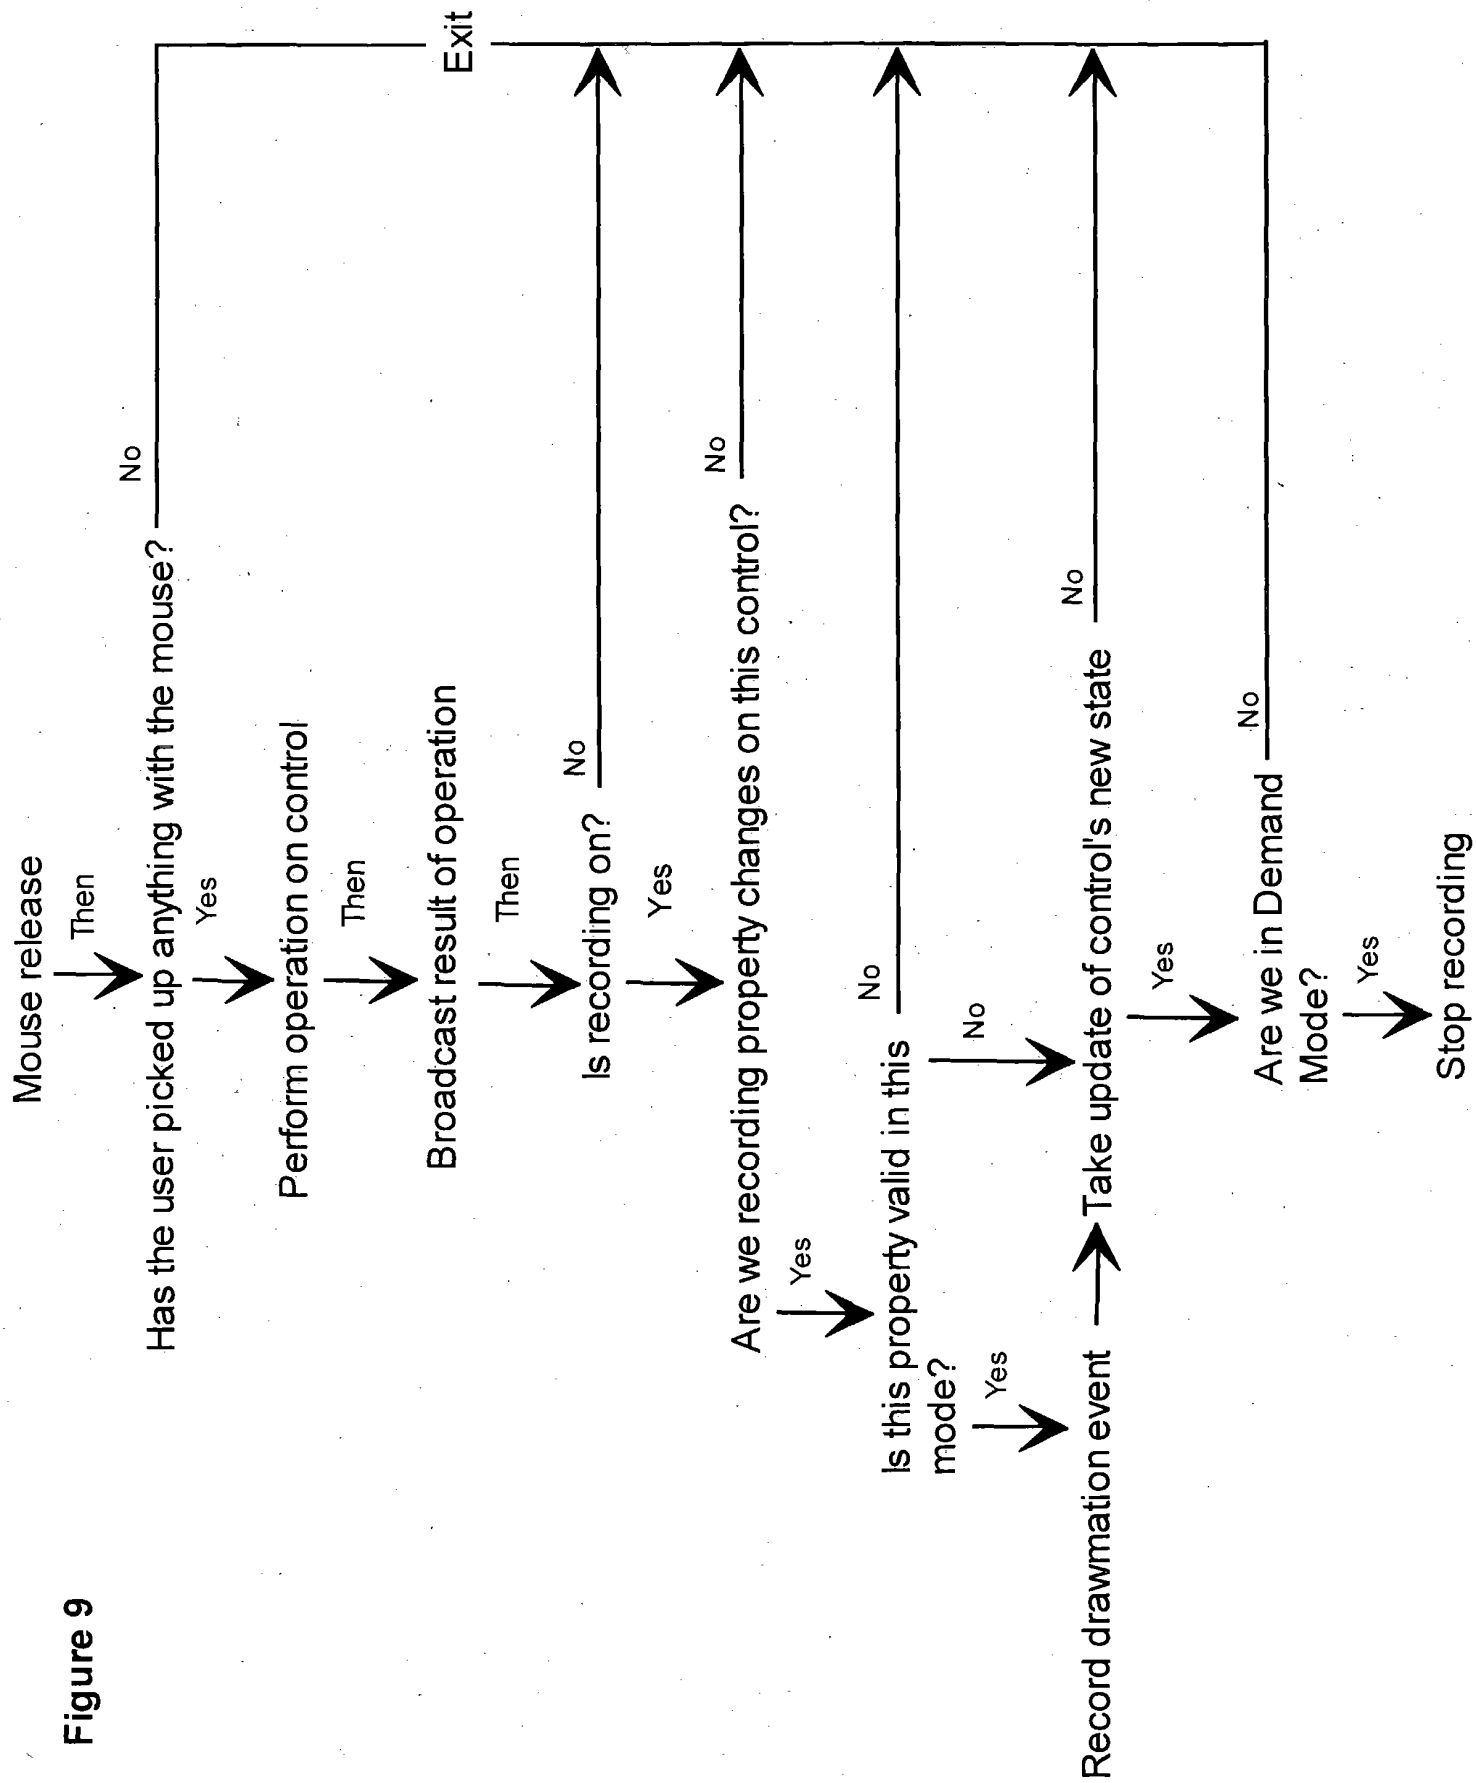 Figure 9
Mouse release
Then
Has the user picked up anything with the mouse?
No
Exit
Yes
Perform operation on control
Then
Broadcast result of operation
Then
Is recording on?
No
Yes
Are we recording property changes on this control?
No
Yes
Is this property valid in this
mode?
No
No
Yes
Record drawmation event
Take update of control's new state
No
Yes
Are we in Demand
Mode?
No
Yes
Stop recording